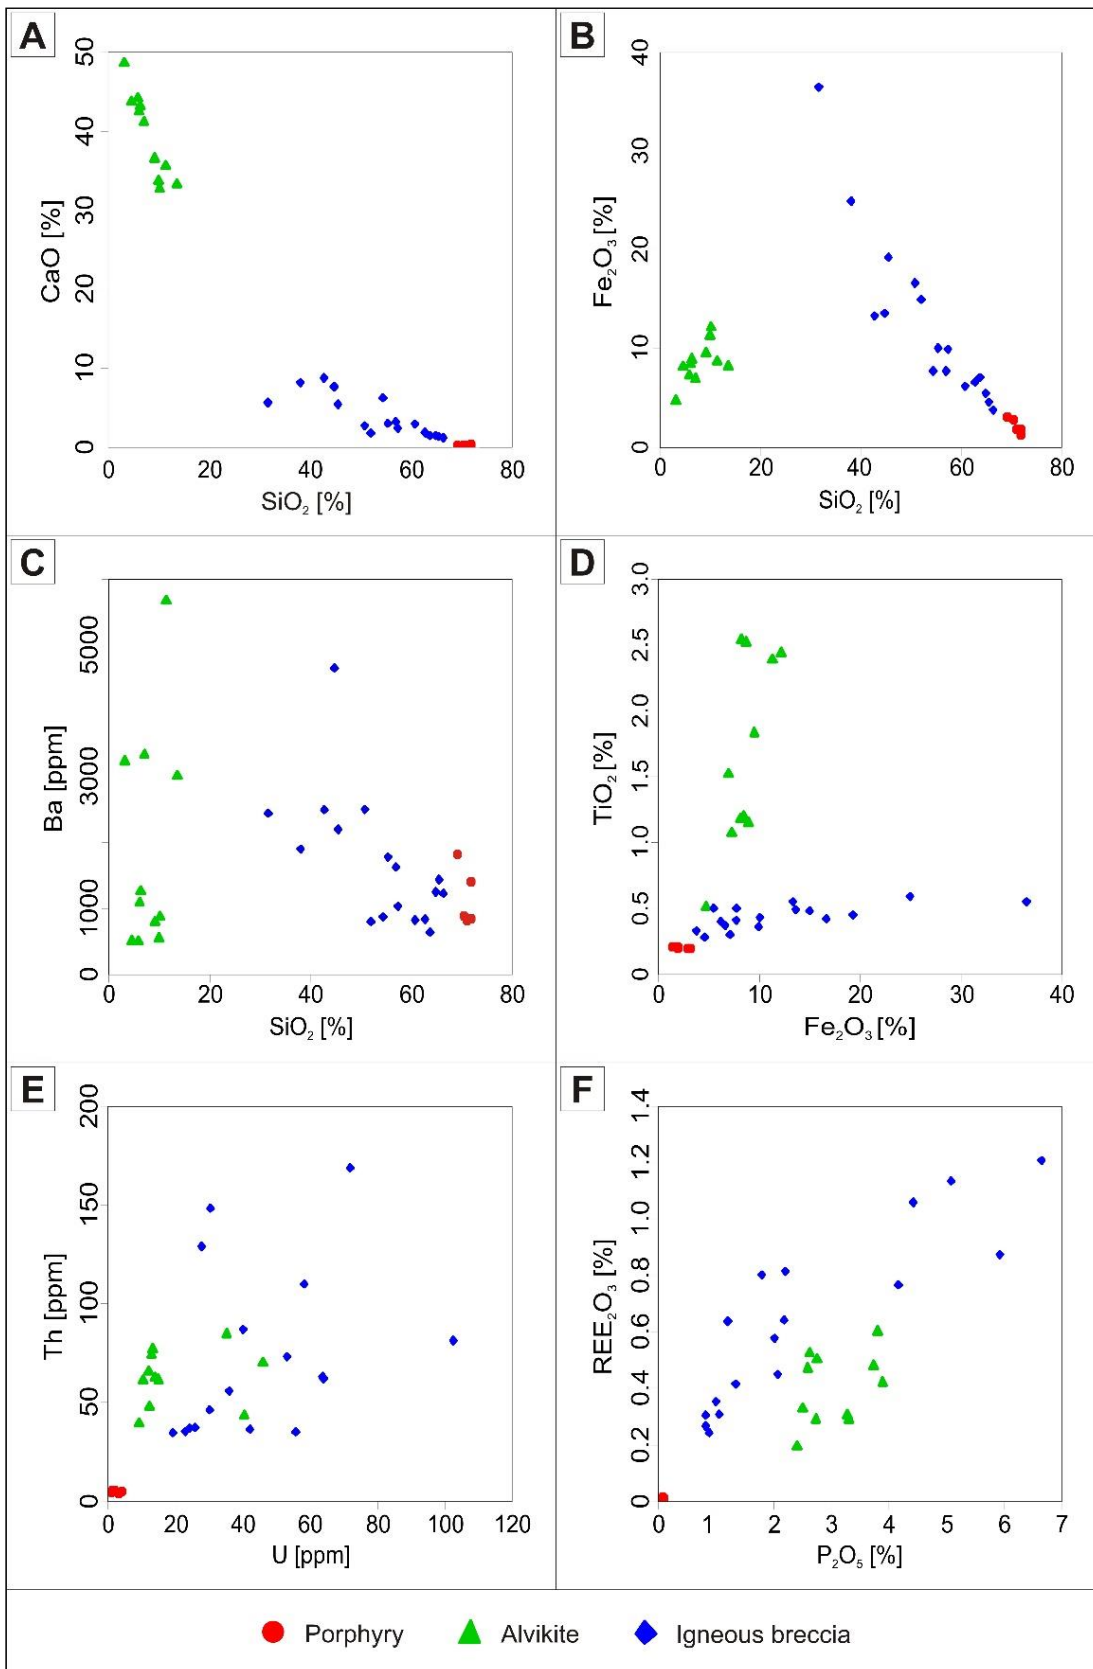 A
50
40
30
20
10
0
CaO [%]
0 20 40 60 80
SiO₂ [%]
B
40
30
20
10
0
Fe₂O₃ [%]
0 20 40 60 80
SiO₂ [%]
C
5000
3000
1000
0
Ba [ppm]
0 20 40 60 80
SiO₂ [%]
D
3.0
2.5
2.0
1.5
1.0
0.5
0
TiO₂ [%]
0 10 20 30 40
Fe₂O₃ [%]
E
200
150
100
50
0
Th [ppm]
0 20 40 60 80 100 120
U [ppm]
F
1.4
1.2
1.0
0.8
0.6
0.4
0.2
0
REE₂O₃ [%]
0 1 2 3 4 5 6 7
P₂O₅ [%]
Porphyry Alvikite Igneous breccia